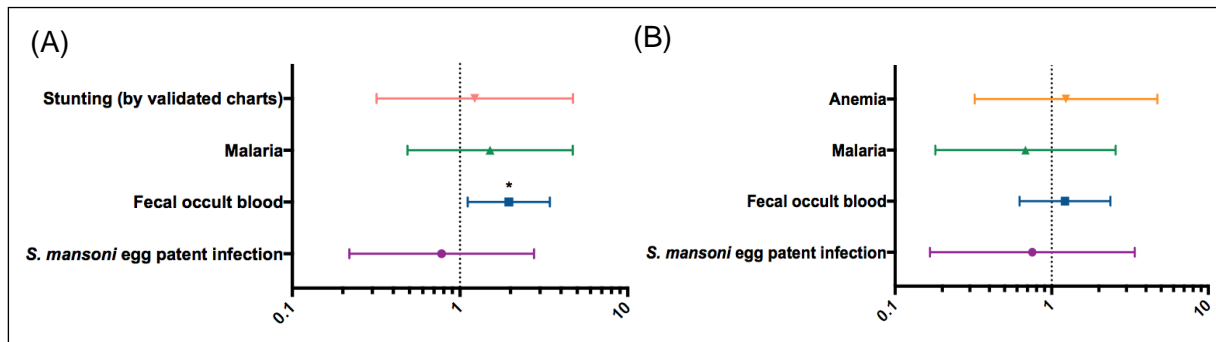 (A)
Stunting (by validated charts)
Malaria
Fecal occult blood
*
S. mansoni egg patent infection
0.1
1
10
(B)
Anemia
Malaria
Fecal occult blood
S. mansoni egg patent infection
0.1
1
10